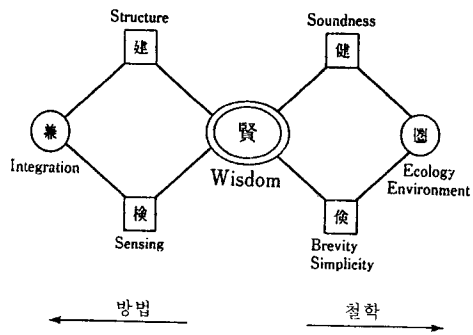 Structure
建
Soundness
健
兼
Integration
賢
Wisdom
圏
Ecology
Environment
検
Sensing
倹
Brevity
Simplicity
방법
철학